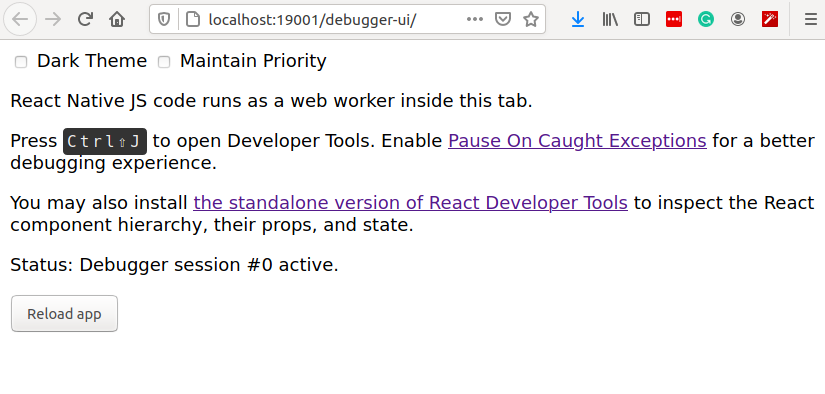 localhost:19001/debugger-ui/
Dark Theme Maintain Priority
React Native JS code runs as a web worker inside this tab.
Press Ctrl⇧J to open Developer Tools. Enable Pause On Caught Exceptions for a better
debugging experience.
You may also install the standalone version of React Developer Tools to inspect the React
component hierarchy, their props, and state.
Status: Debugger session #0 active.
Reload app